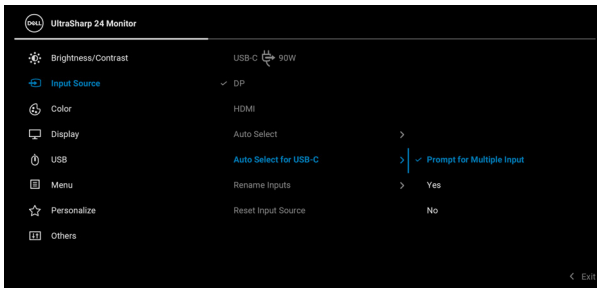 DELL UltraSharp 24 Monitor
Brightness/Contrast
Input Source
Color
Display
USB
Menu
Personalize
Others
USB-C 90W
DP
HDMI
Auto Select
Auto Select for USB-C
Rename Inputs
Reset Input Source
Prompt for Multiple Input
Yes
No
Exit